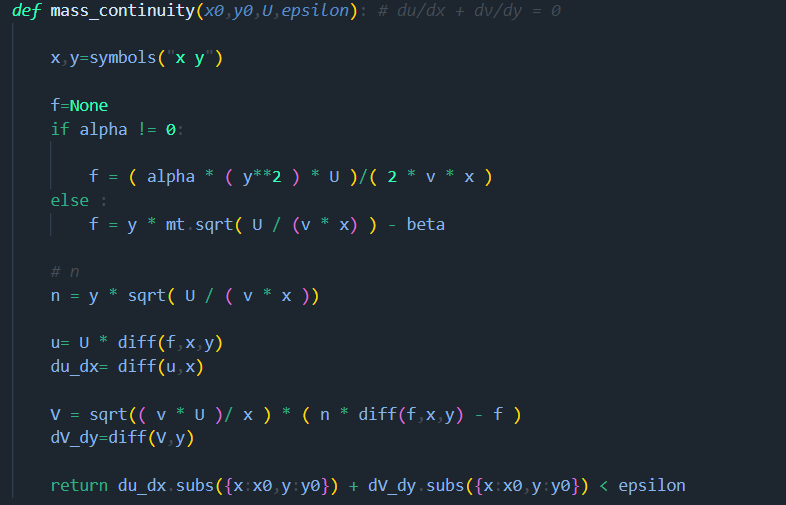 def mass_continuity(x0,y0,U,epsilon): # du/dx + dv/dy = 0
x,y=symbols("x y")
f=None
if alpha != 0:
f = ( alpha * ( y**2 ) * U )/( 2 * v * x )
else :
f = y * mt.sqrt( U / (v * x) ) - beta
# n
n = y * sqrt( U / ( v * x ))
u= U * diff(f,x,y)
du_dx= diff(u,x)
V = sqrt(( v * U )/ x ) * ( n * diff(f,x,y) - f )
dV_dy=diff(V,y)
return du_dx.subs({x:x0,y:y0}) + dV_dy.subs({x:x0,y:y0}) < epsilon